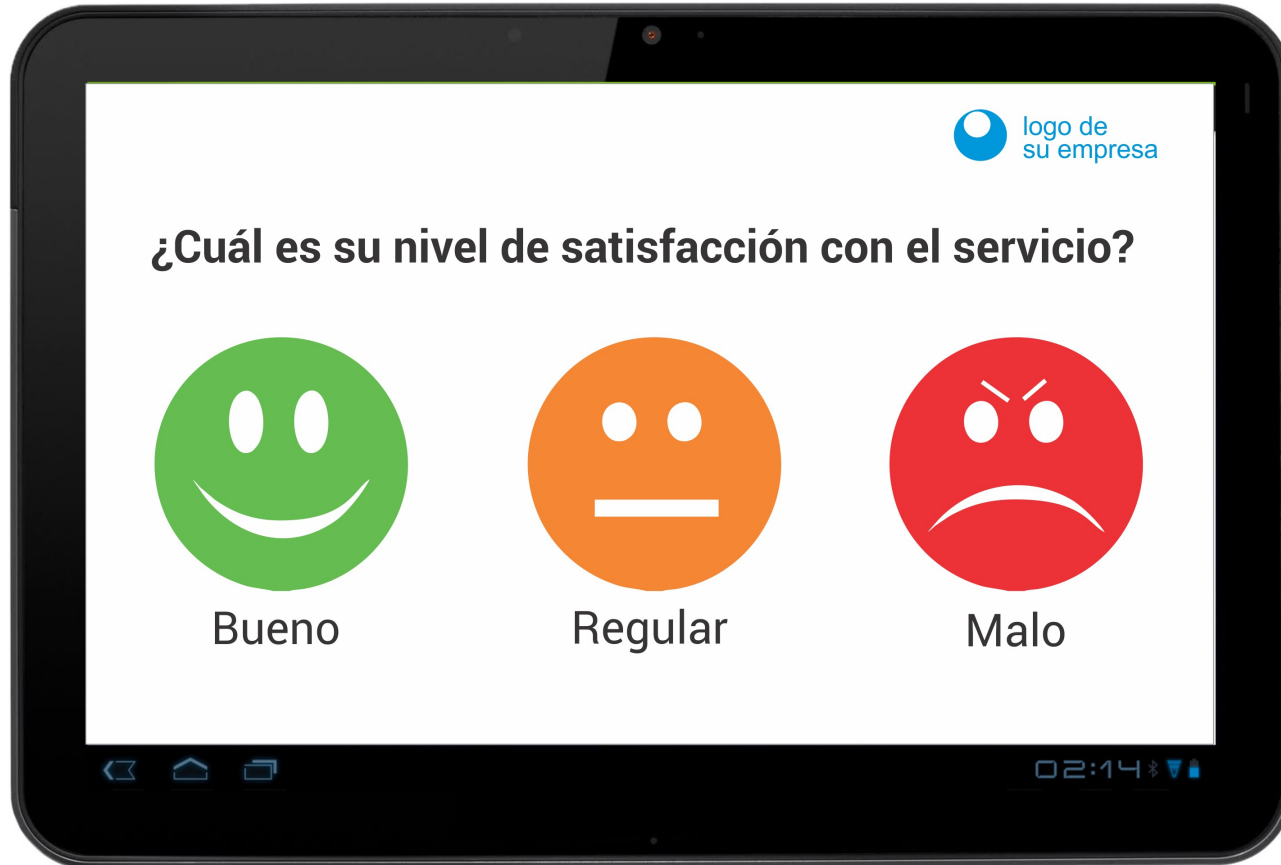 logo de
su empresa
¿Cuál es su nivel de satisfacción con el servicio?
Bueno
Regular
Malo
02:14